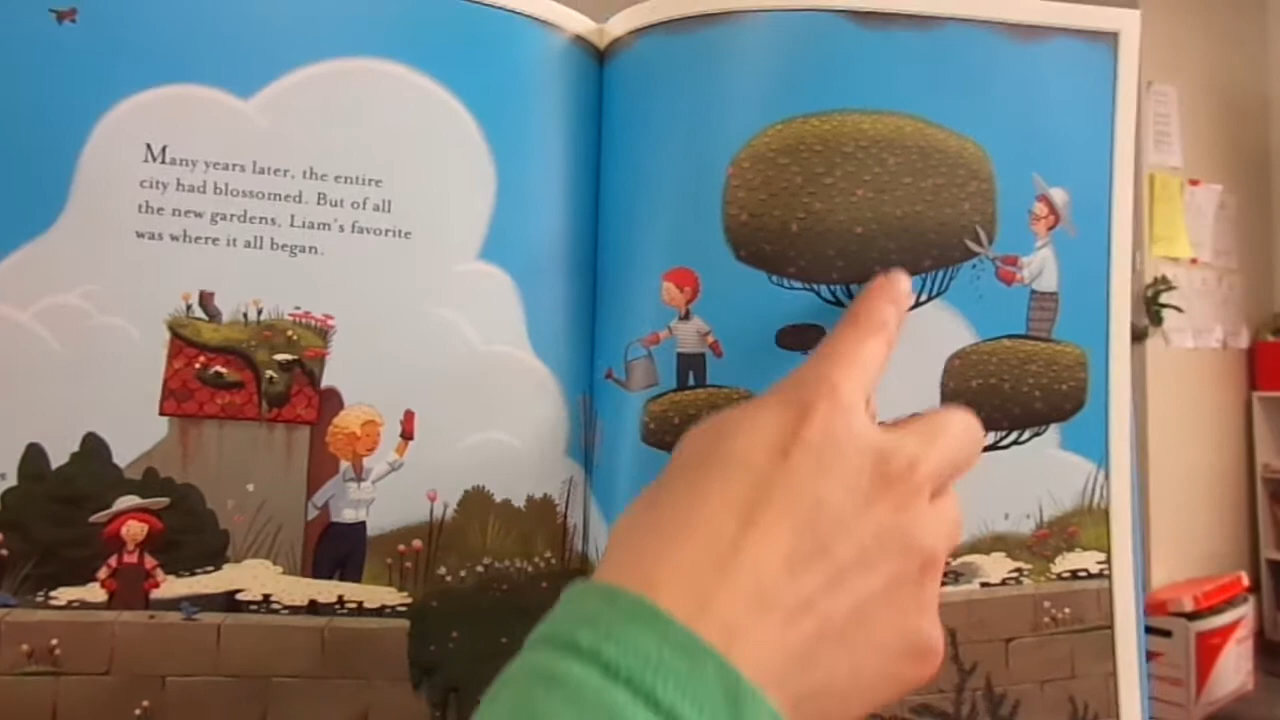 Many years later, the entire
city had blossomed. But of all
the new gardens, Liam's favorite
was where it all began.